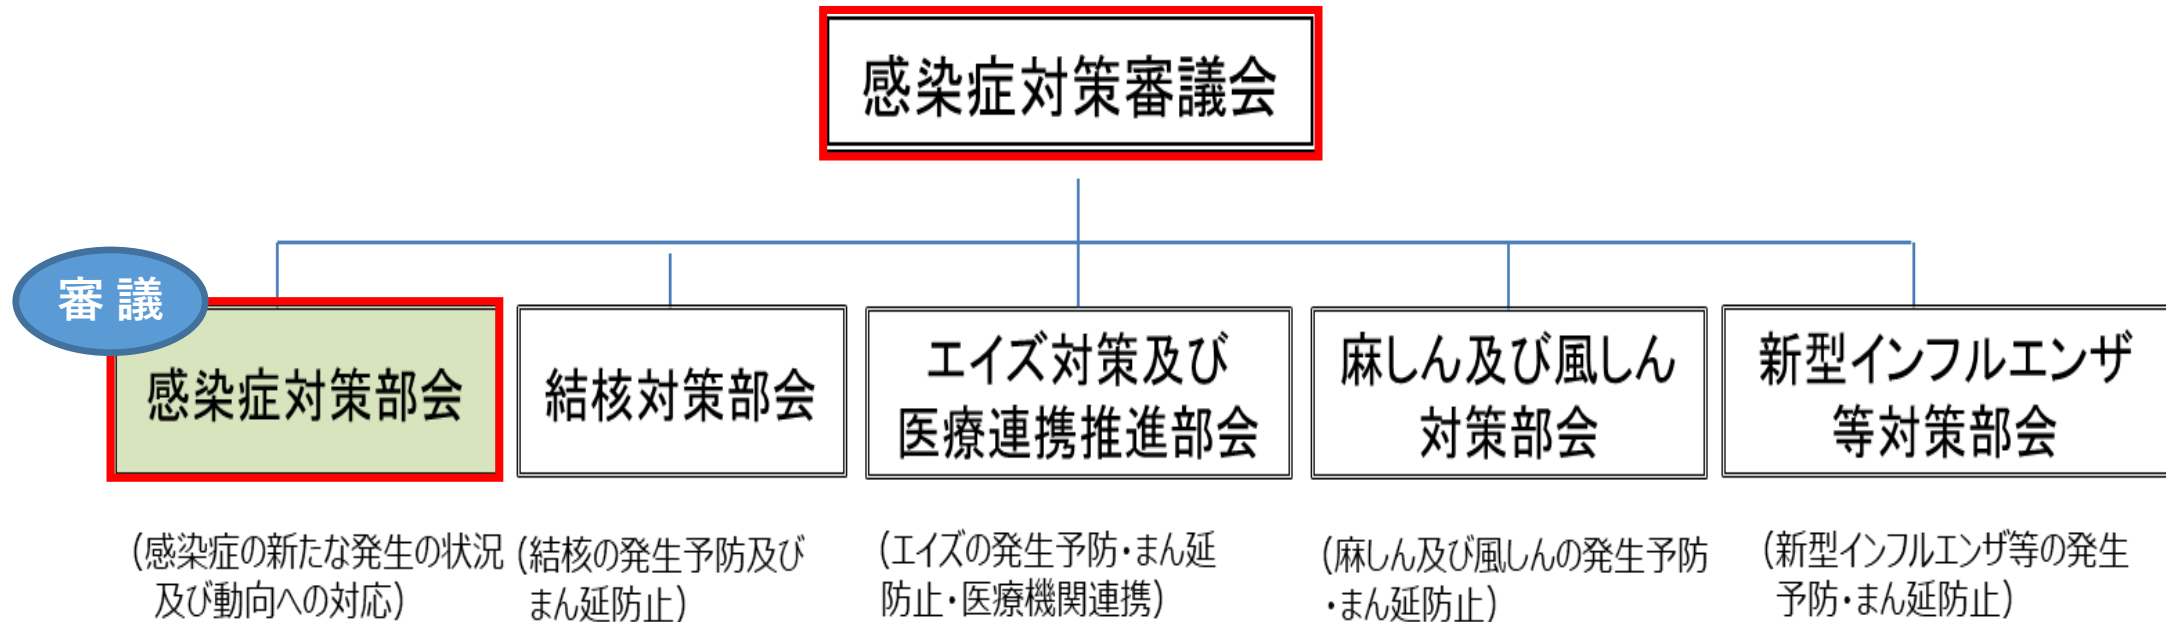 感染症対策審議会
審議
感染症対策部会
結核対策部会
エイズ対策及び
医療連携推進部会
麻しん及び風しん
対策部会
新型インフルエンザ
等対策部会
(感染症の新たな発生の状況
及び動向への対応)
(結核の発生予防及び
まん延防止)
(エイズの発生予防・まん延
防止・医療機関連携)
(麻しん及び風しんの発生予防
・まん延防止)
(新型インフルエンザ等の発生
予防・まん延防止)